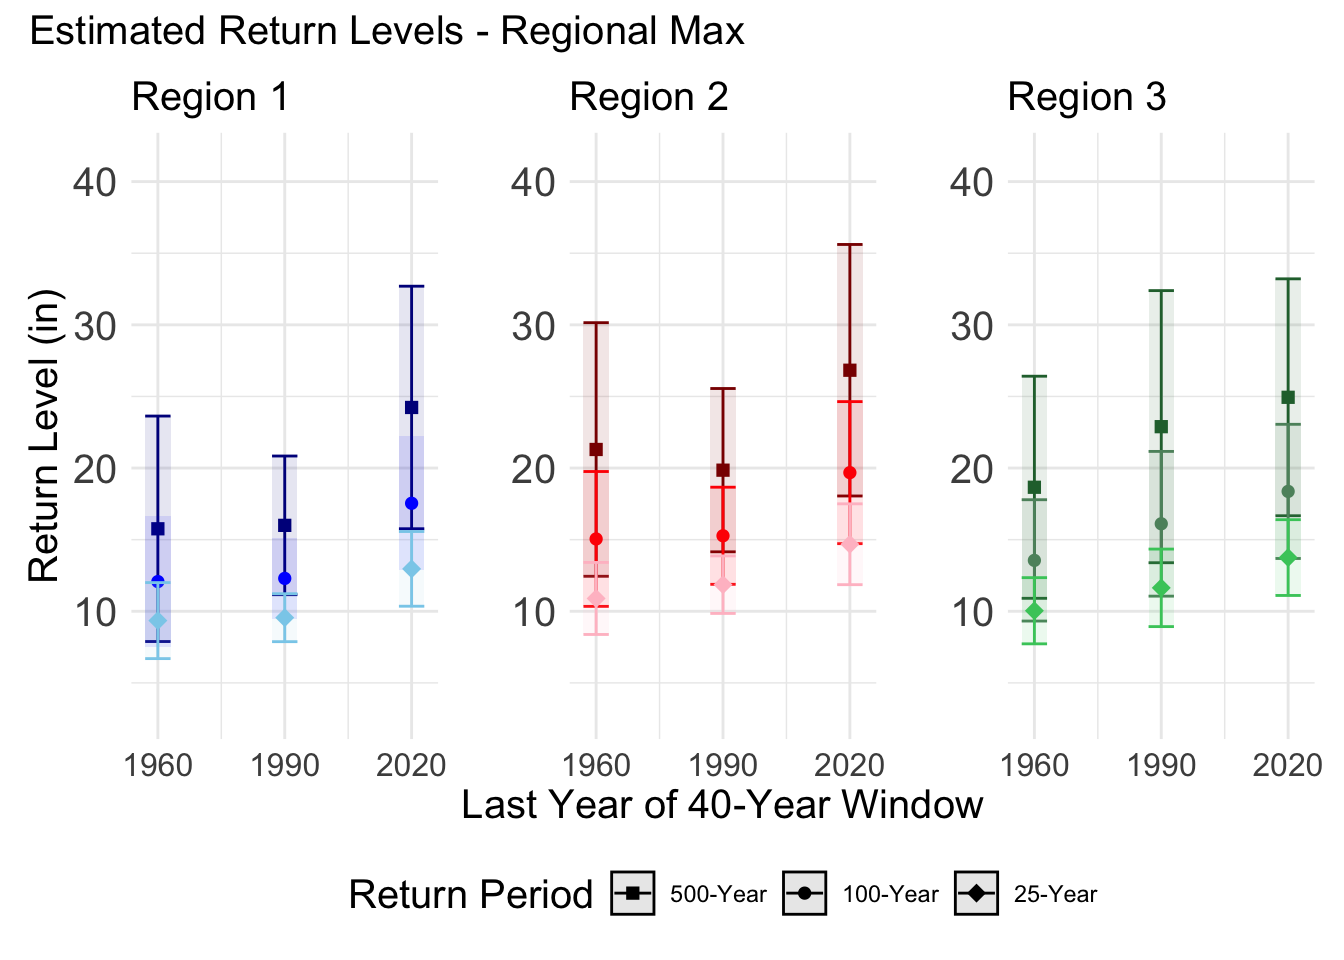 Estimated Return Levels - Regional Max
Region 1
Region 2
Region 3
Return Level (in)
40
30
20
10
40
30
20
10
40
30
20
10
1960 1990 2020
1960 1990 2020
1960 1990 2020
Last Year of 40-Year Window
Return Period 500-Year 100-Year 25-Year